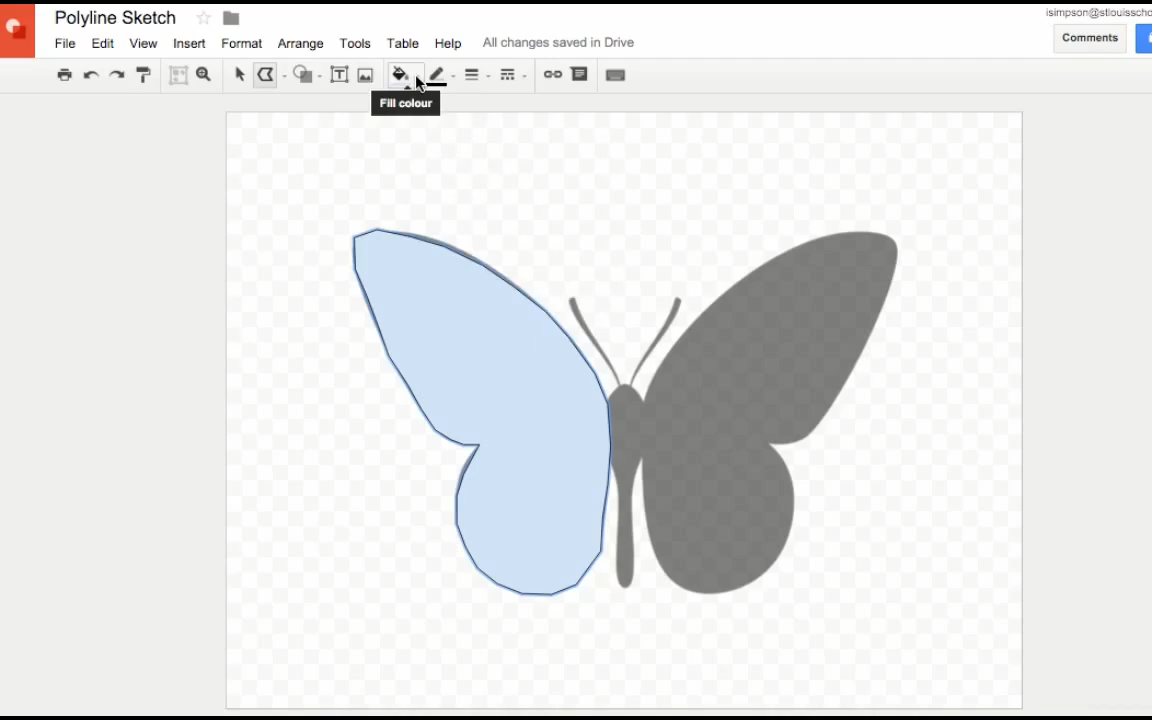 Polyline Sketch
isimpson@stlouisscho
File Edit View Insert Format Arrange Tools Table Help All changes saved in Drive
Comments
Fill colour